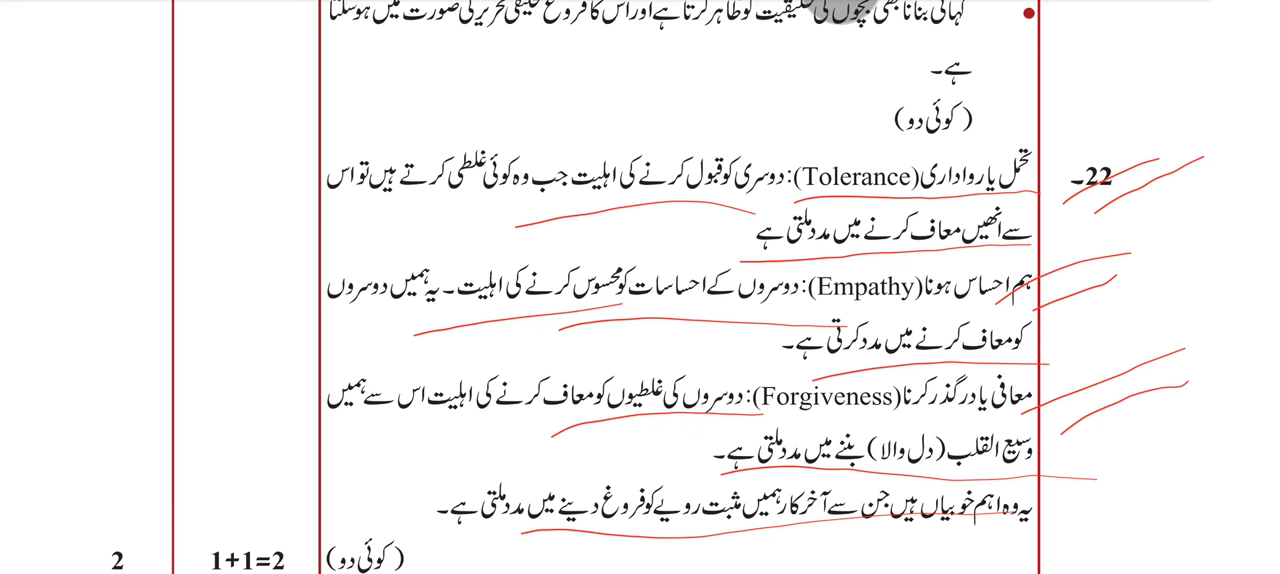 • کہانی بنانا بھی بچوں کی تخلیقیت کو ظاہر کرتا ہے اور اس کا فروغ تخلیقی تحریر کی صورت میں ہوسکتا
ہے۔
(کوئی دو)
22۔ تحمل یا رواداری (Tolerance): دوسری کو قبول کرنے کی اہلیت جب وہ کوئی غلطی کرتے ہیں تو اس
سے انھیں معاف کرنے میں مدد ملتی ہے
ہم احساس ہونا (Empathy): دوسروں کے احساسات کو محسوس کرنے کی اہلیت۔ یہ ہمیں دوسروں
کو معاف کرنے میں مدد کرتی ہے۔
معافی یا درگذر کرنا (Forgiveness): دوسروں کی غلطیوں کو معاف کرنے کی اہلیت اس سے ہمیں
وسیع القلب (دل والا) بننے میں مدد ملتی ہے۔
یہ وہ اہم خوبیاں ہیں جن سے آخر کار ہمیں مثبت رویے کو فروغ دینے میں مدد ملتی ہے۔
(کوئی دو) 1+1=2 2